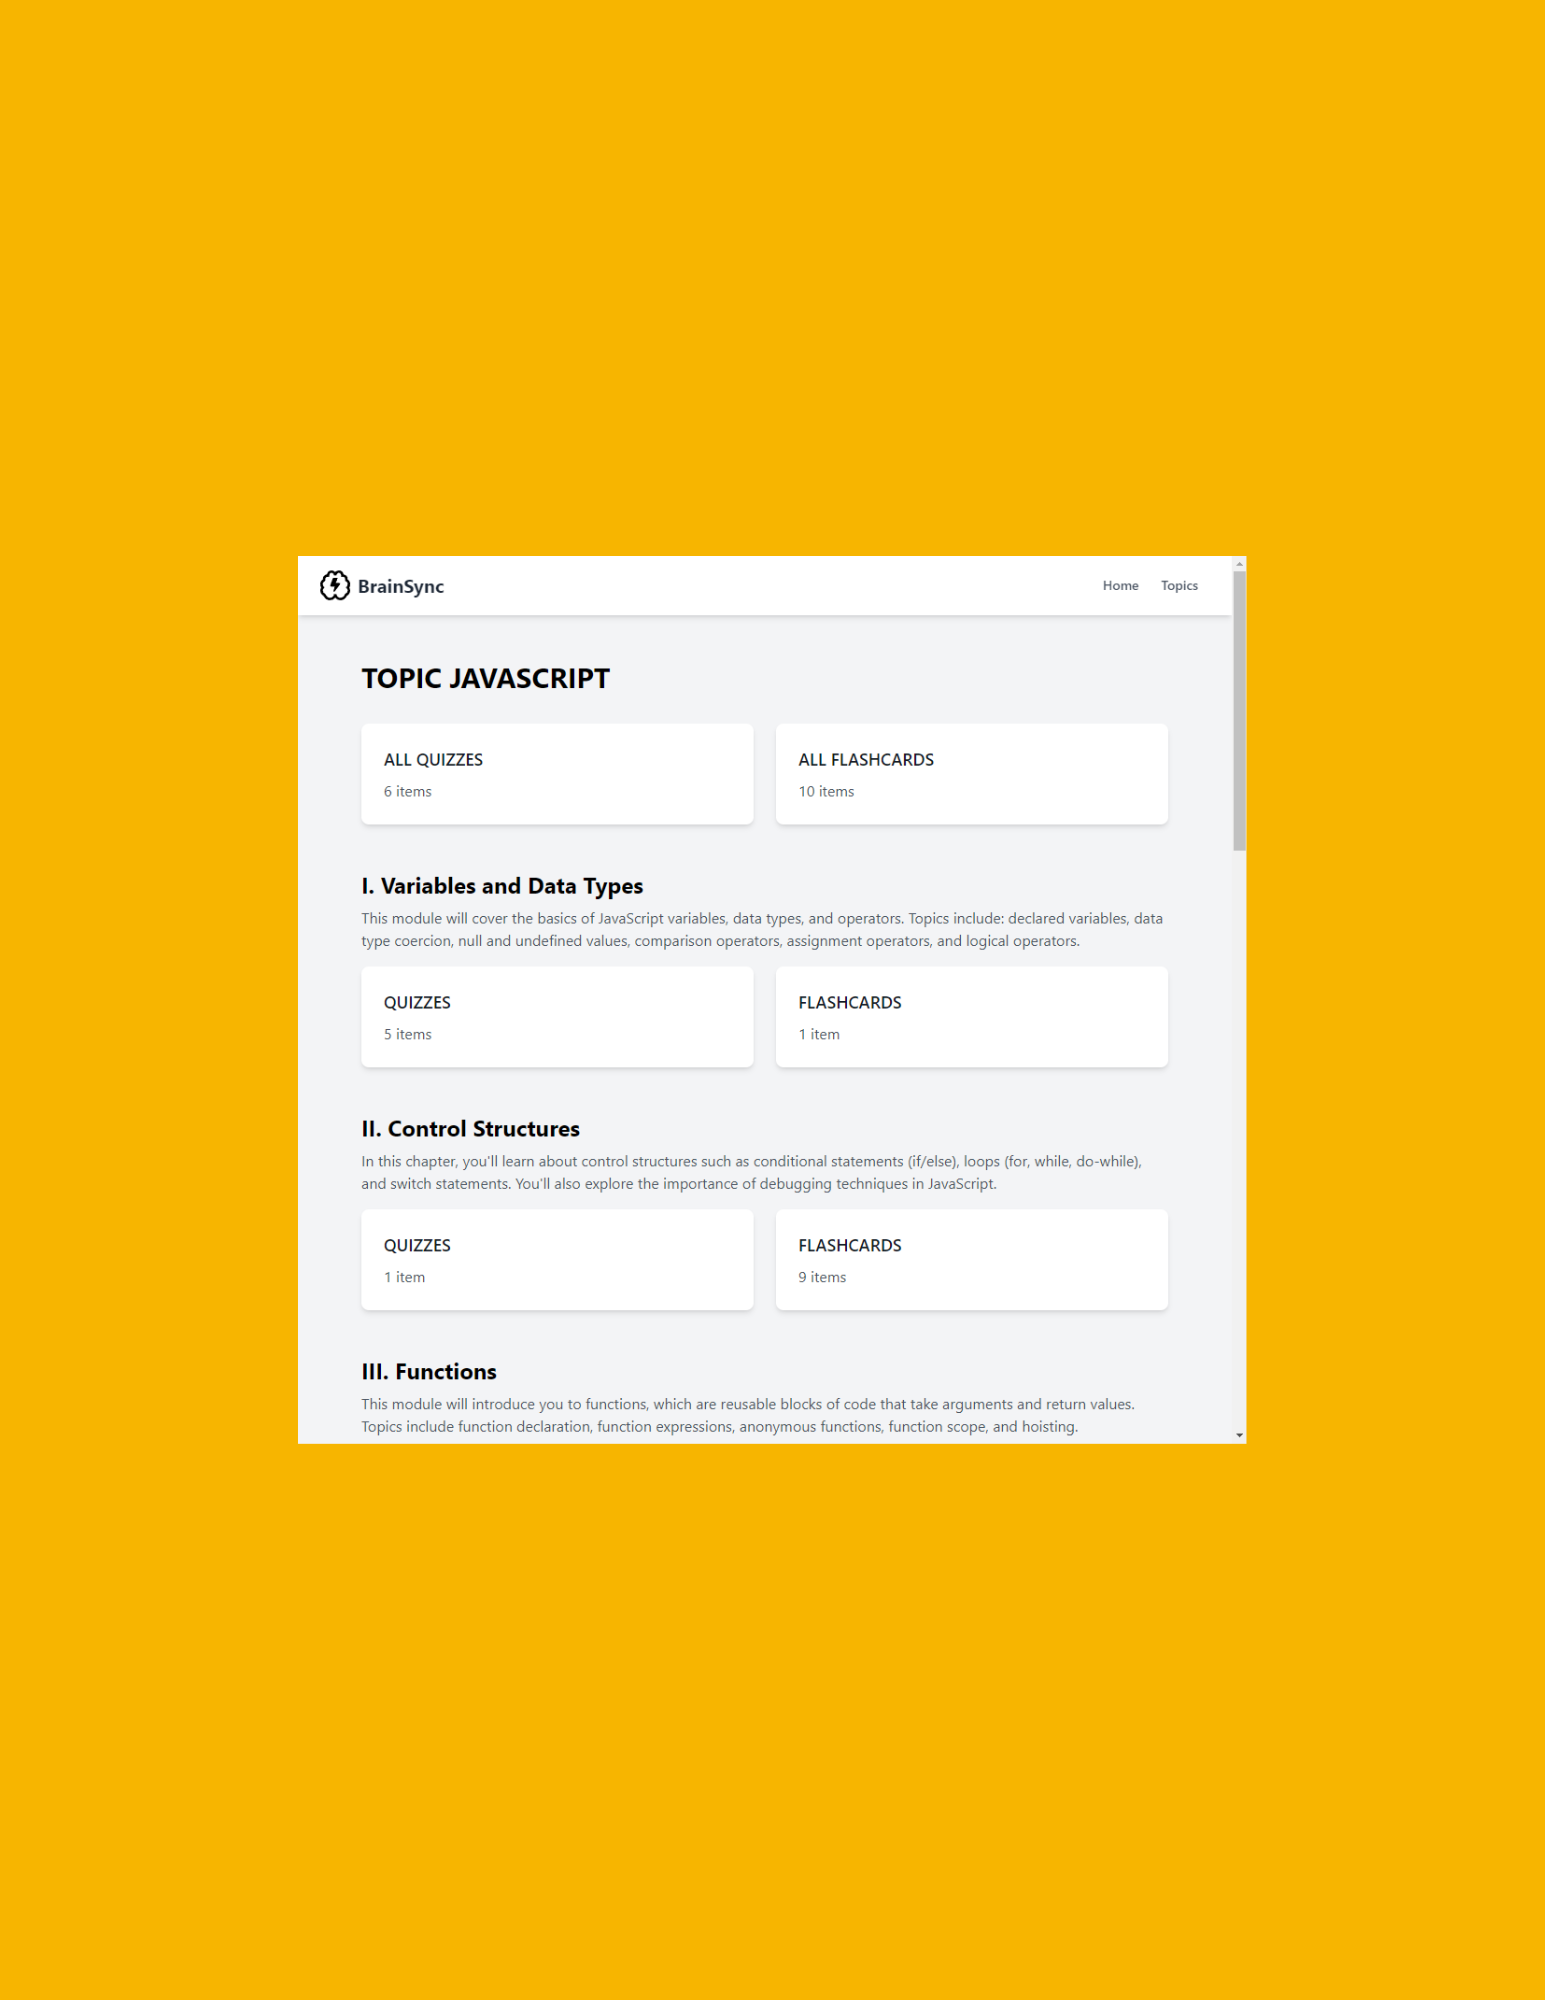 BrainSync
Home Topics
TOPIC JAVASCRIPT
ALL QUIZZES
6 items
ALL FLASHCARDS
10 items
I. Variables and Data Types
This module will cover the basics of JavaScript variables, data types, and operators. Topics include: declared variables, data
type coercion, null and undefined values, comparison operators, assignment operators, and logical operators.
QUIZZES
5 items
FLASHCARDS
1 item
II. Control Structures
In this chapter, you'll learn about control structures such as conditional statements (if/else), loops (for, while, do-while),
and switch statements. You'll also explore the importance of debugging techniques in JavaScript.
QUIZZES
1 item
FLASHCARDS
9 items
III. Functions
This module will introduce you to functions, which are reusable blocks of code that take arguments and return values.
Topics include function declaration, function expressions, anonymous functions, function scope, and hoisting.